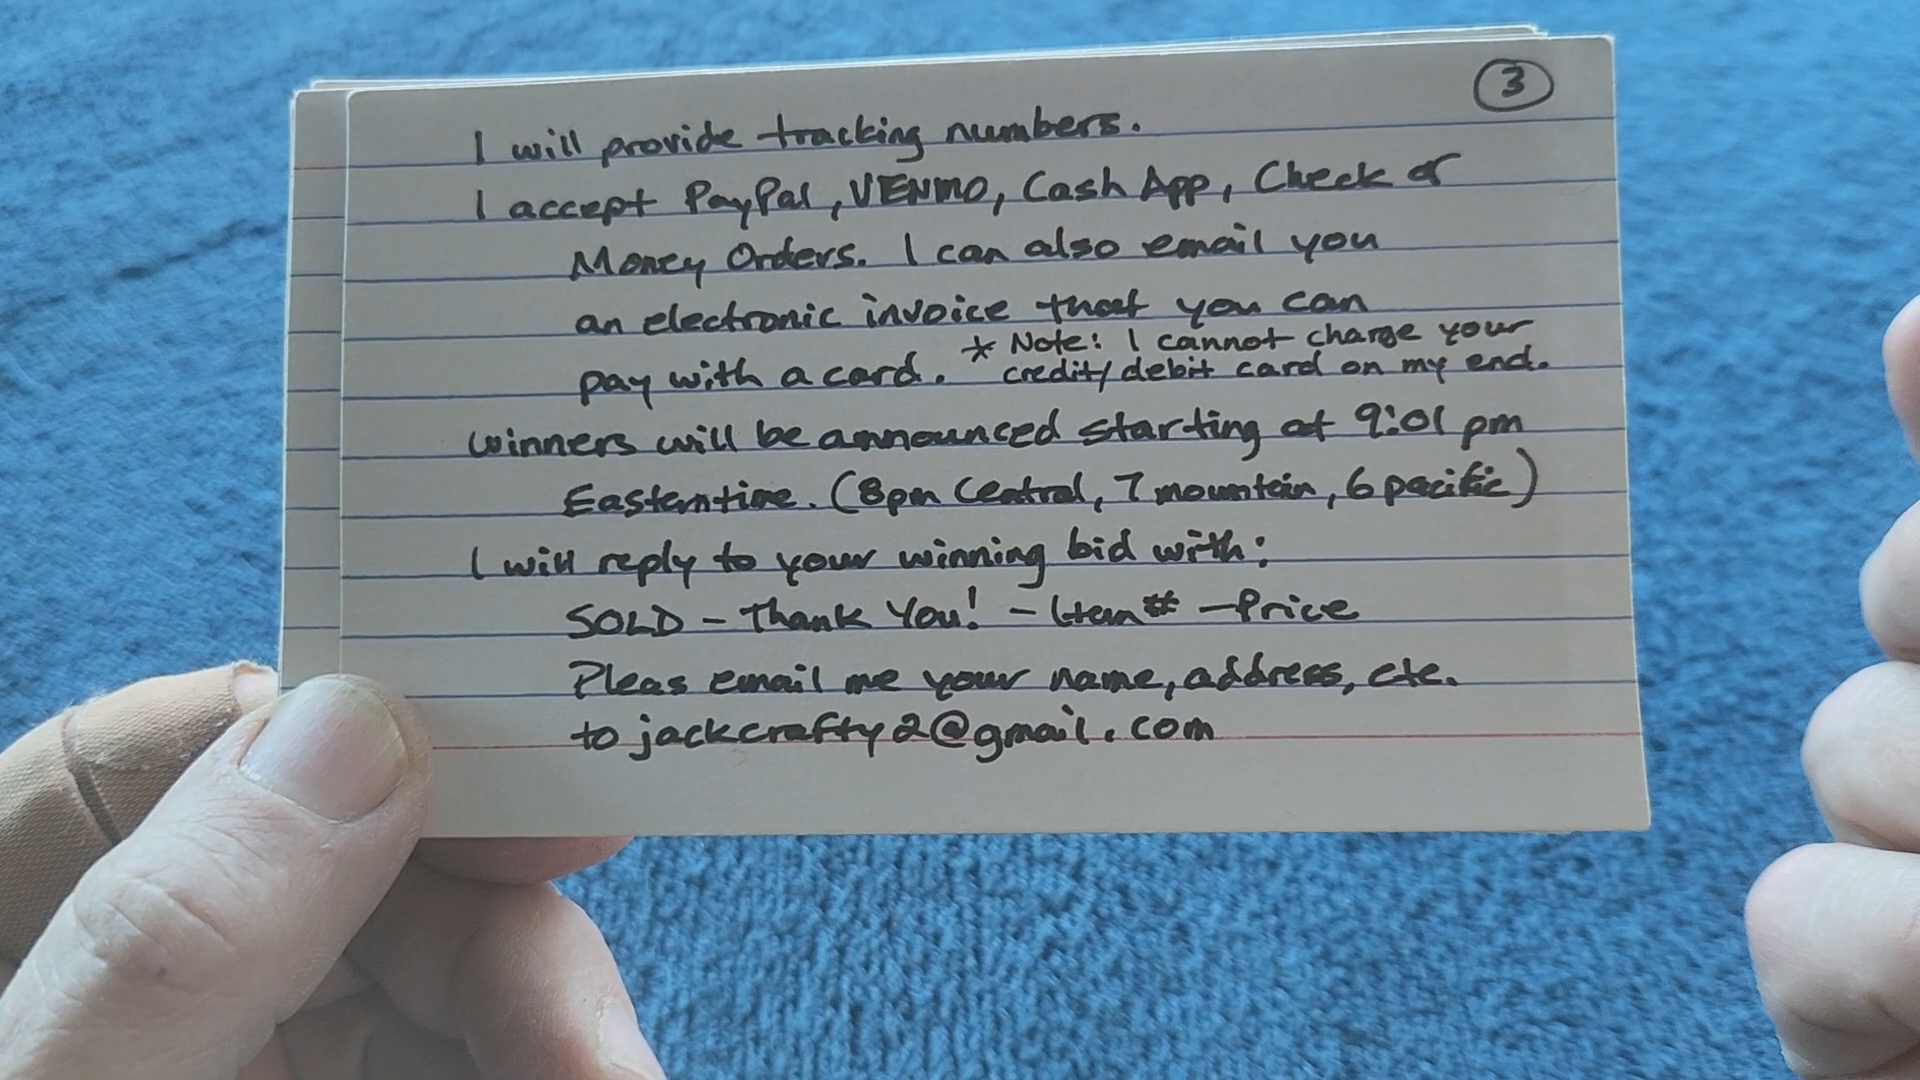 3
I will provide tracking numbers.
I accept PayPal, VENMO, Cash App, Check or
Money Orders. I can also email you
an electronic invoice that you can
pay with a card. * Note: I cannot charge your
credit/debit card on my end.
Winners will be announced starting at 9:01 pm
Eastern time. (8pm Central, 7 mountain, 6 pacific)
I will reply to your winning bid with:
SOLD - Thank You! - Item # - Price
Pleas email me your name, address, etc.
to jackcrafty2@gmail.com